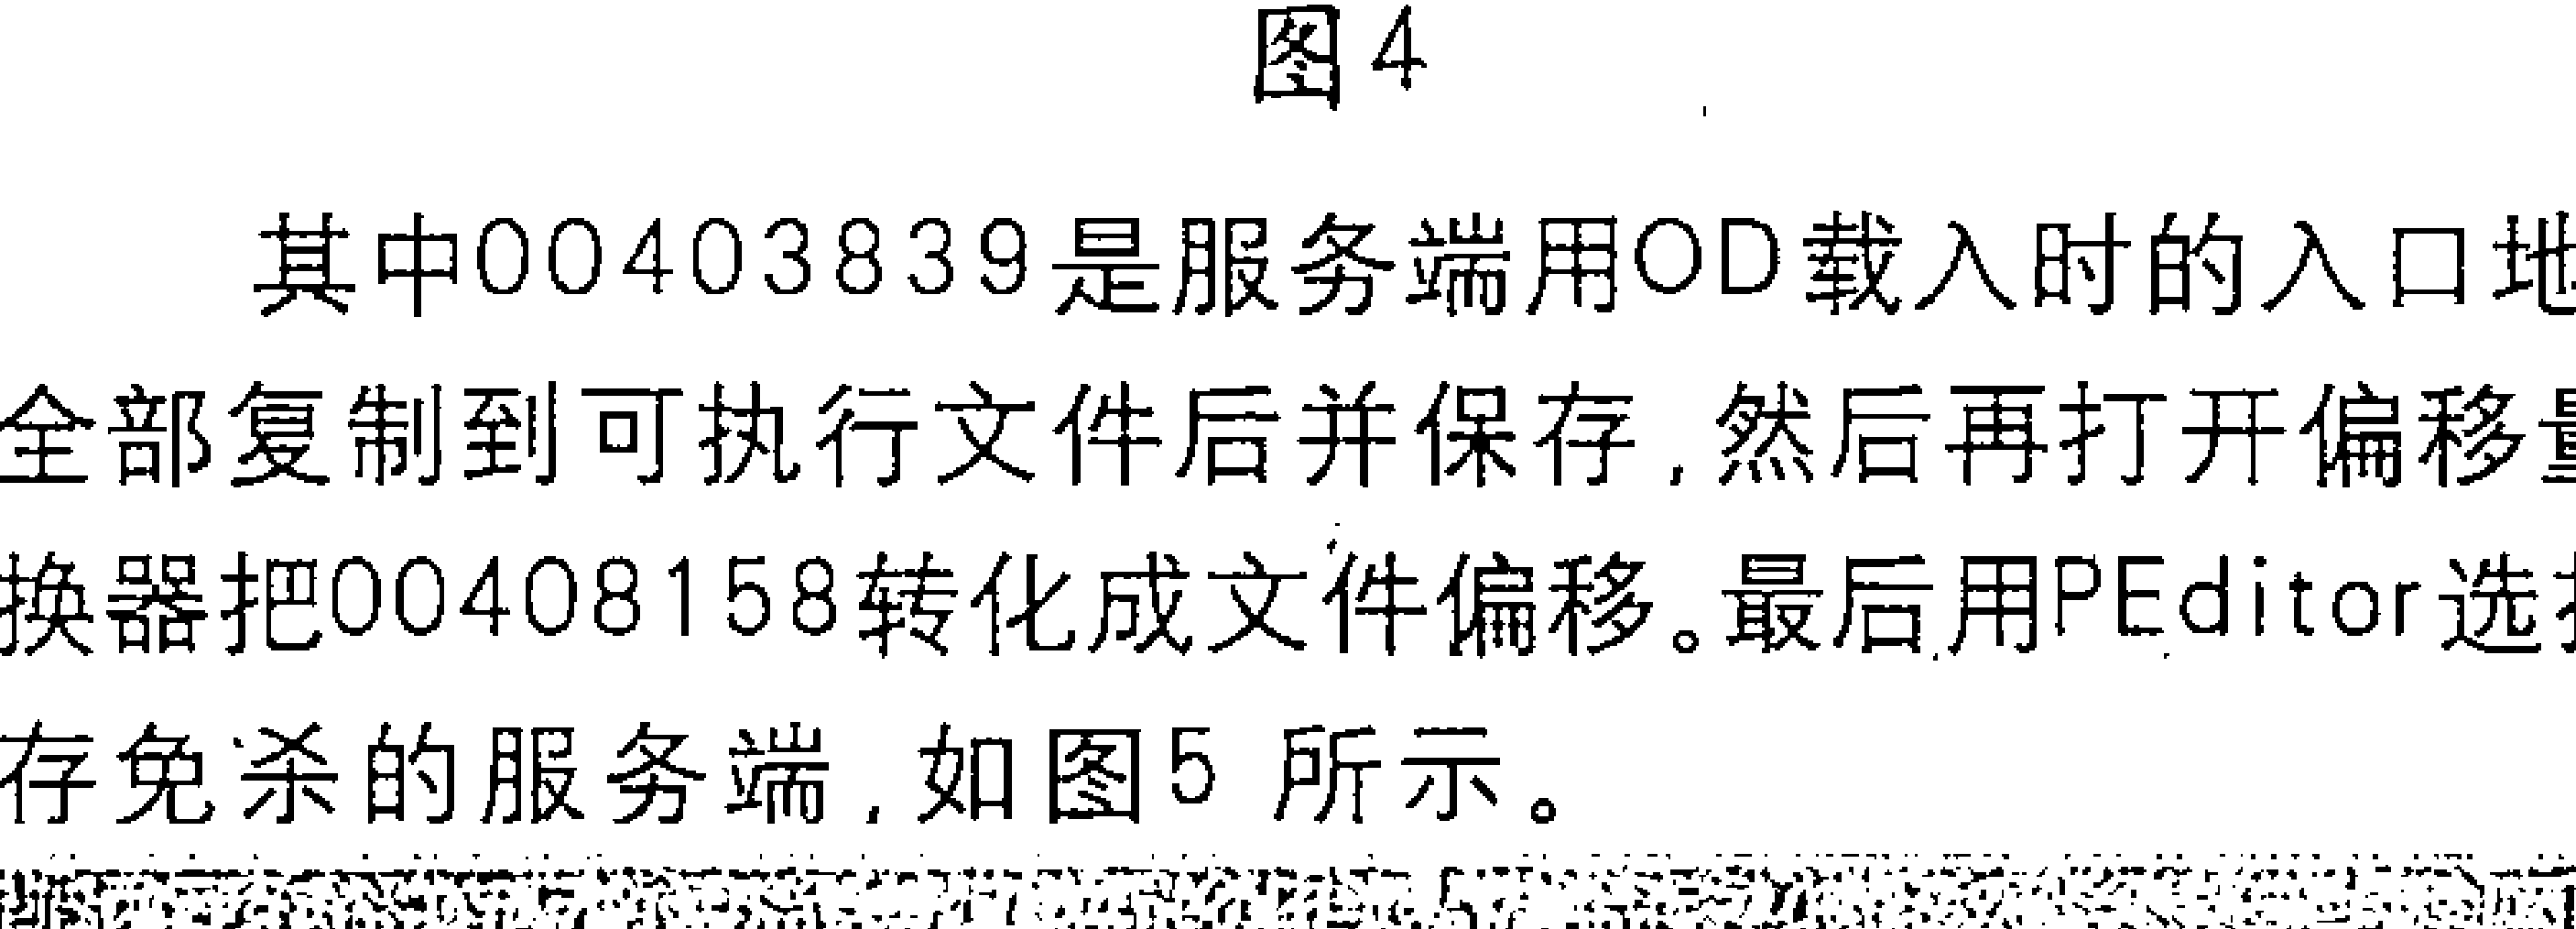 图4
其中00403839是服务端用OD载入时的入口地
全部复制到可执行文件后并保存,然后再打开偏移量
换器把00408158转化成文件偏移。最后用PEditor选
存免杀的服务端,如图5 所示。